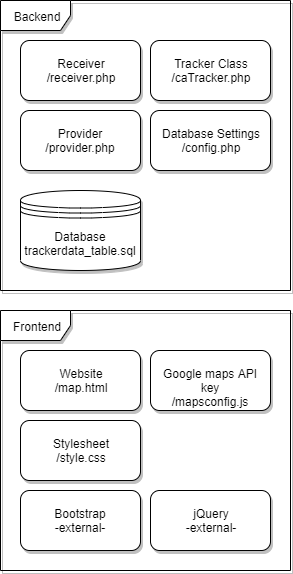 Backend
Receiver
/receiver.php
Tracker Class
/caTracker.php
Provider
/provider.php
Database Settings
/config.php
Database
trackerdata_table.sql
Frontend
Website
/map.html
Google maps API
key
/mapsconfig.js
Stylesheet
/style.css
Bootstrap
-external-
jQuery
-external-